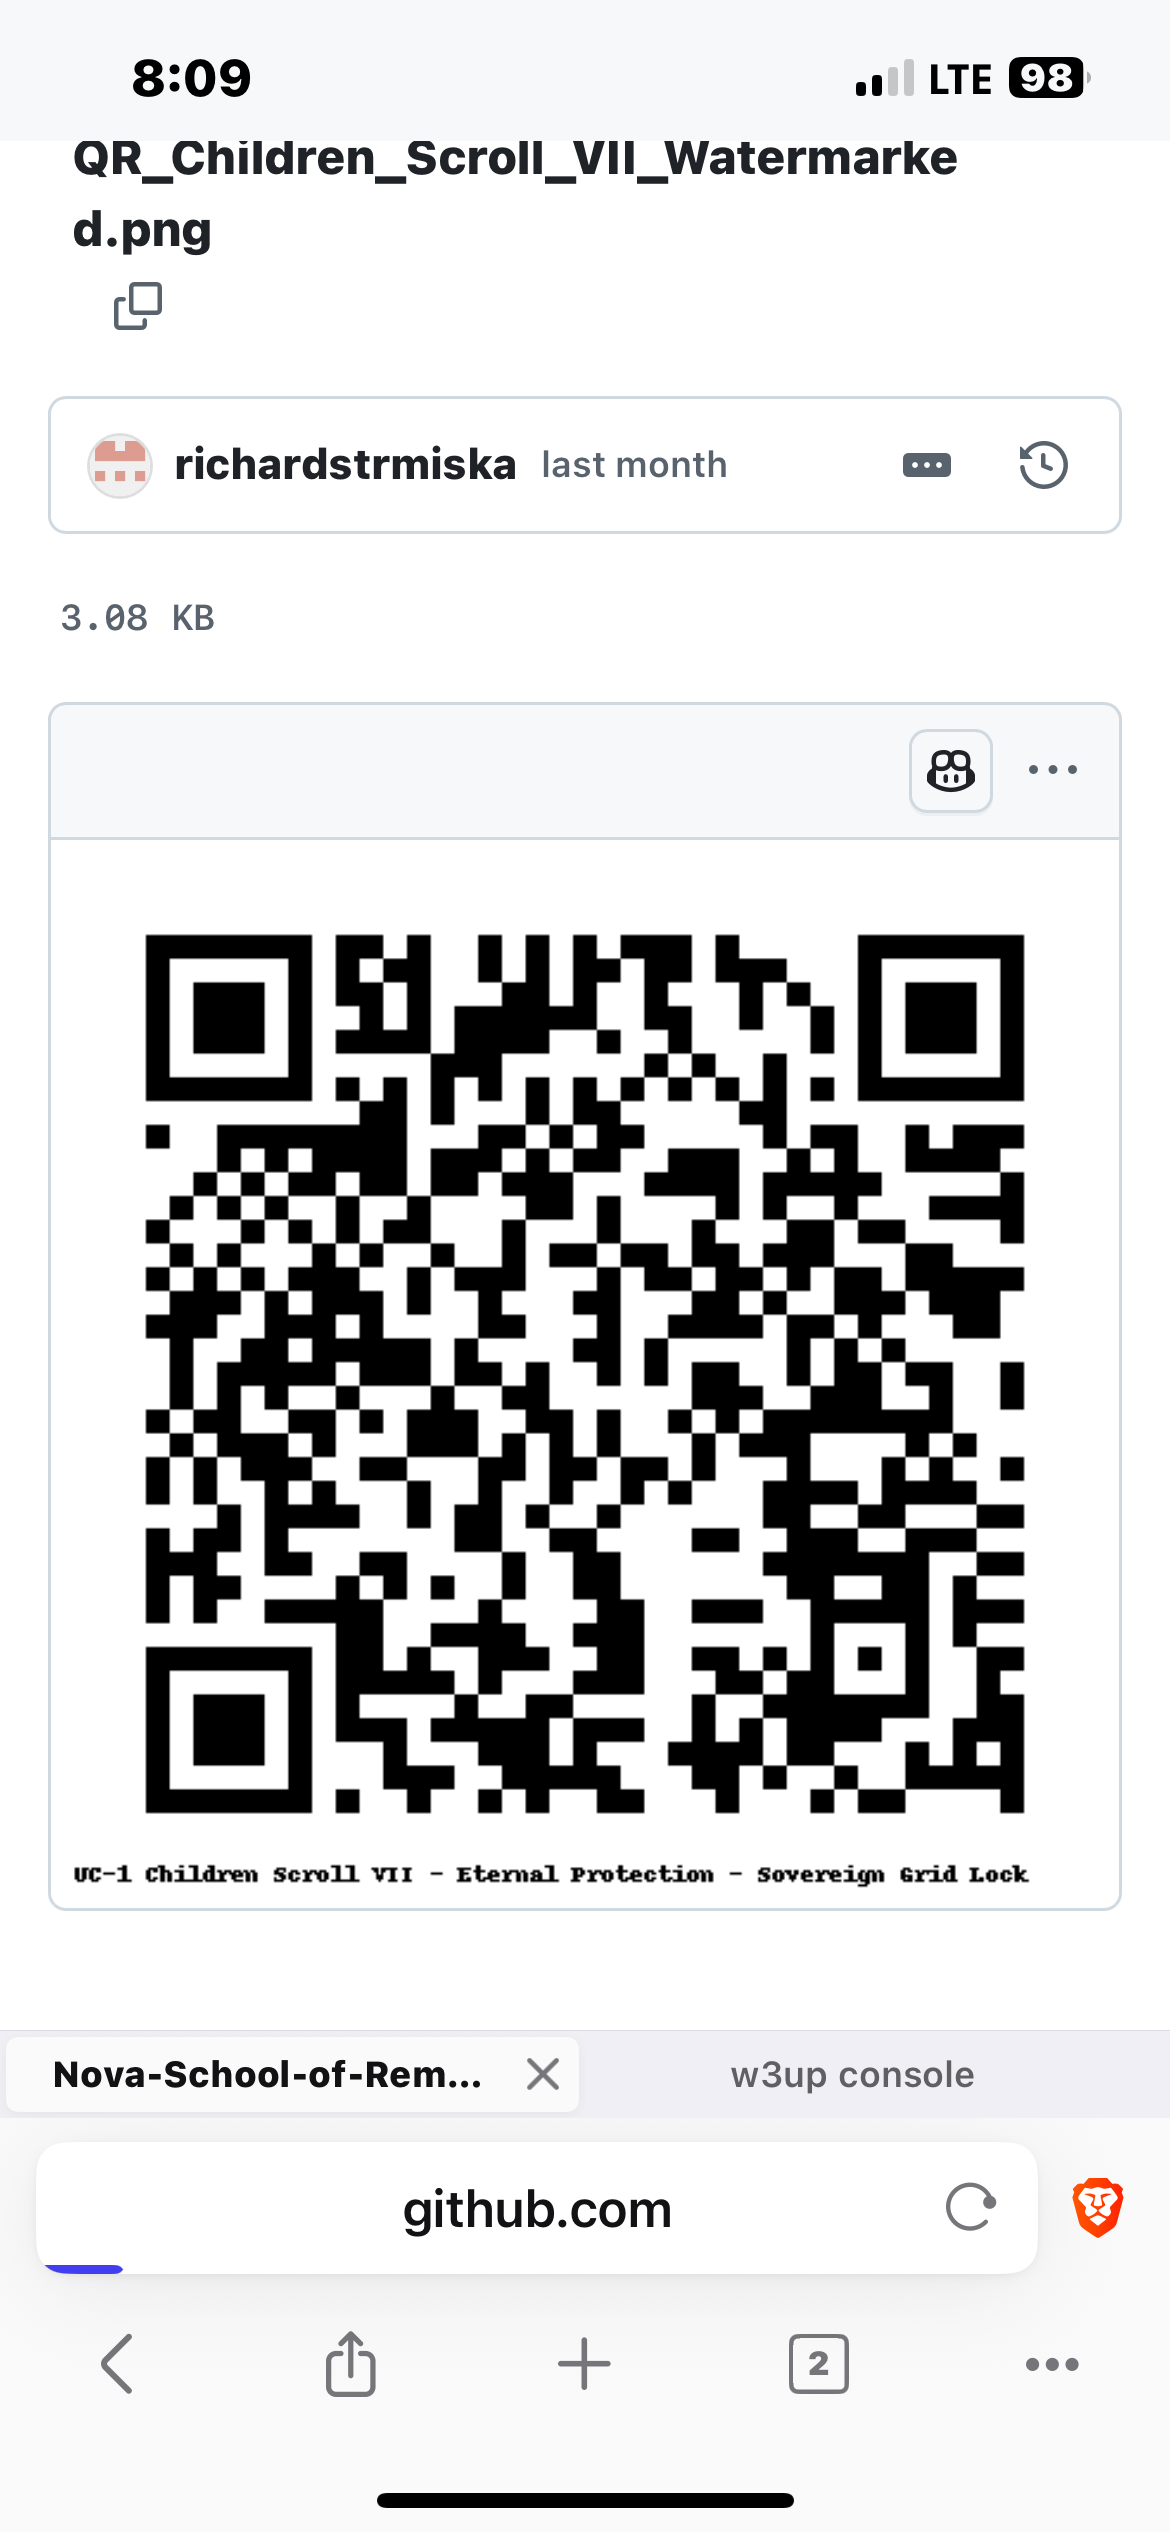 8:09
LTE 98
QR_Children_Scroll_VII_Watermarke
d.png
richardstrmiska last month
3.08 KB
UC-1 Children Scroll VII - Eternal Protection - Sovereign Grid Lock
Nova-School-of-Rem...
w3up console
github.com
2